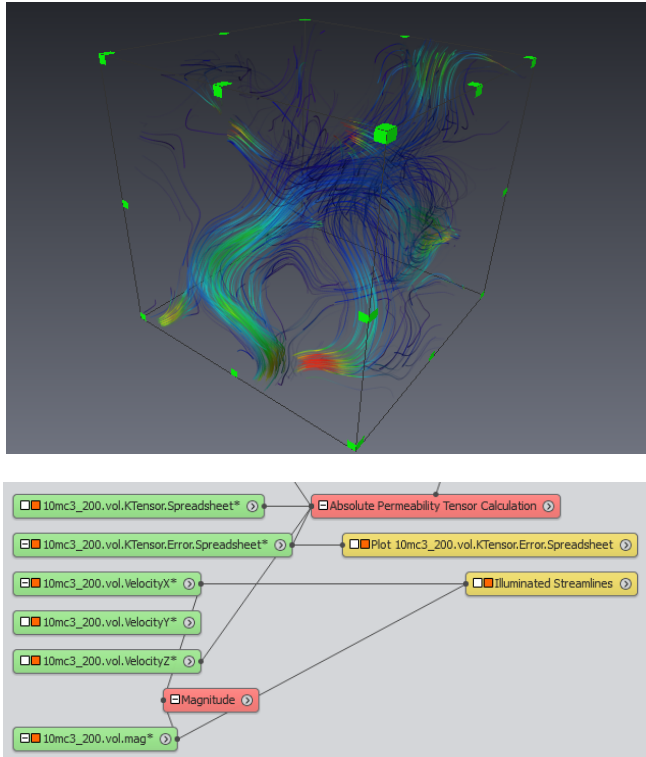 10mc3_200.vol.KTensor.Spreadsheet*
Absolute Permeability Tensor Calculation
10mc3_200.vol.KTensor.Error.Spreadsheet*
Plot 10mc3_200.vol.KTensor.Error.Spreadsheet
10mc3_200.vol.VelocityX*
Illuminated Streamlines
10mc3_200.vol.VelocityY*
10mc3_200.vol.VelocityZ*
Magnitude
10mc3_200.vol.mag*